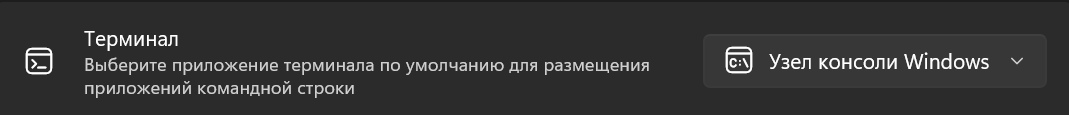 Терминал
Выберите приложение терминала по умолчанию для размещения
приложений командной строки
C:\ Узел консоли Windows